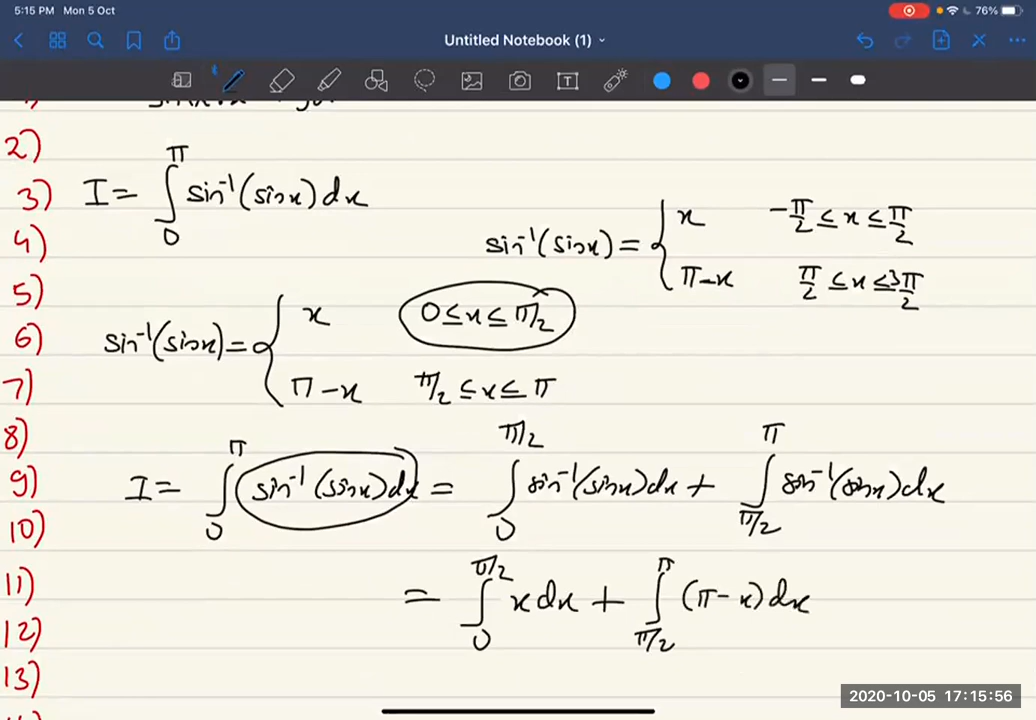 5:15 PM Mon 5 Oct
76%
Untitled Notebook (1)
2)
3) I = ∫₀^π sin⁻¹(sin x) dx
4) sin⁻¹(sin x) = { x -π/2 ≤ x ≤ π/2
π - x π/2 ≤ x ≤ 3π/2
5)
6) sin⁻¹(sin x) = { x 0 ≤ x ≤ π/2
7) π - x π/2 ≤ x ≤ π
8)
9) I = ∫₀^π sin⁻¹(sin x) dx = ∫₀^π/2 sin⁻¹(sin x) dx + ∫π/2^π sin⁻¹(sin x) dx
10)
11) = ∫₀^π/2 x dx + ∫π/2^π (π - x) dx
12)
13)
2020-10-05 17:15:56